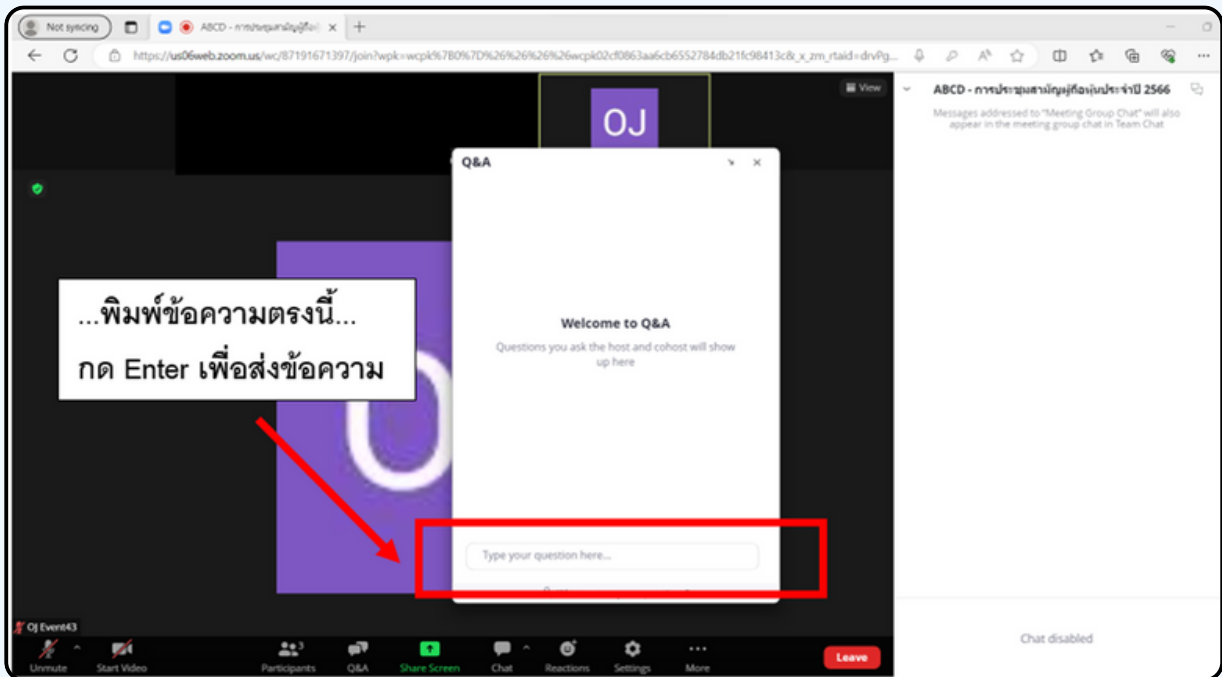 Not syncing
ABCD - การประชุมสามัญผู้ถือ
https://us06web.zoom.us/wc/87191671397/join?wpk=wcpk%7B0%7D%26%26%26%26wcpk02cf0863aa6cb6552784db21fc98413c&_x_zm_rtaid=drvPg...
View
ABCD - การประชุมสามัญผู้ถือหุ้นประจำปี 2566
Messages addressed to "Meeting Group Chat" will also
appear in the meeting group chat in Team Chat
OJ
Q&A
...พิมพ์ข้อความตรงนี้...
กด Enter เพื่อส่งข้อความ
Welcome to Q&A
Questions you ask the host and cohost will show
up here
Type your question here...
OJ Event43
Chat disabled
3
Unmute
Start Video
Participants
Q&A
Share Screen
Chat
Reactions
Settings
More
Leave